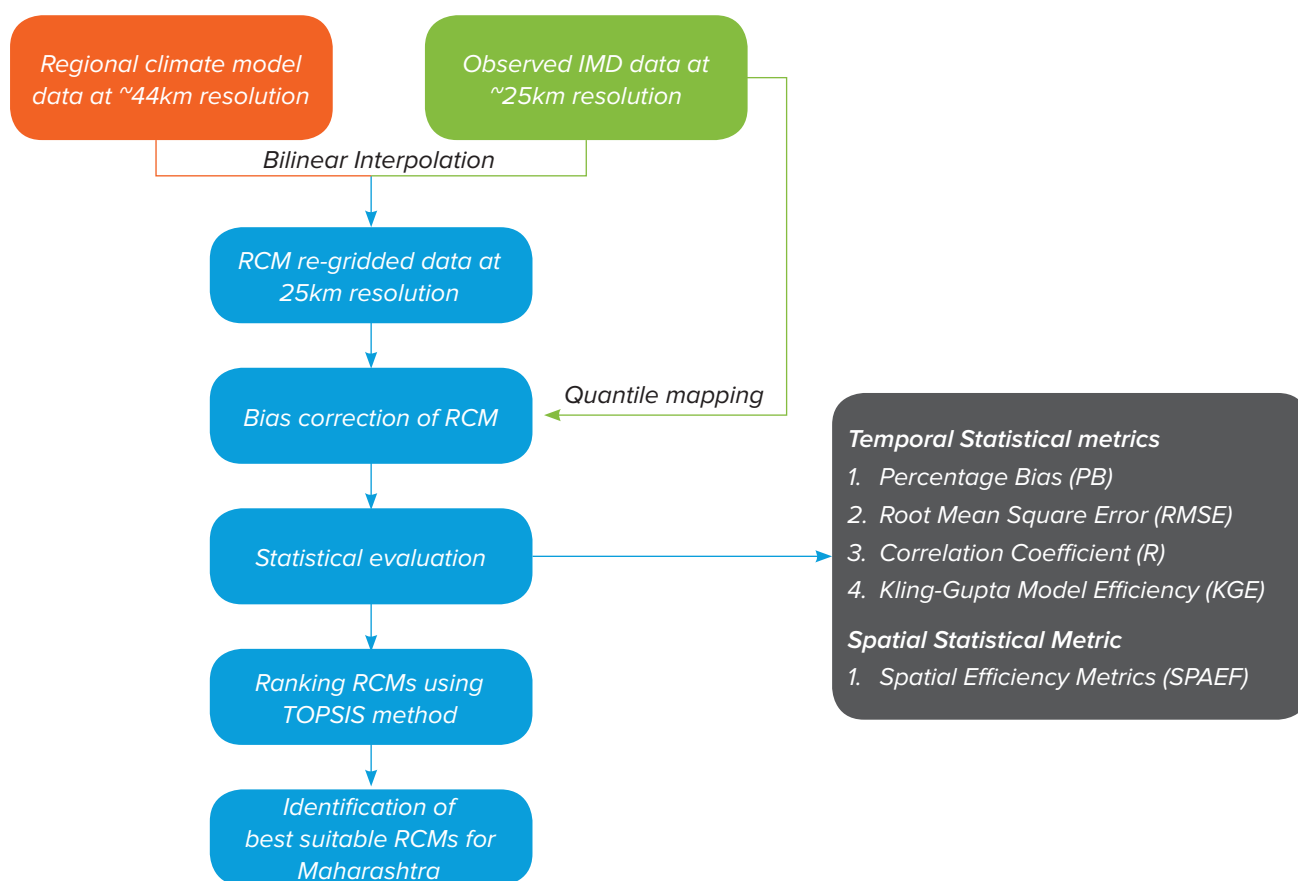 Regional climate model
data at ~44km resolution
Observed IMD data at
~25km resolution
Bilinear Interpolation
RCM re-gridded data at
25km resolution
Quantile mapping
Bias correction of RCM
Temporal Statistical metrics
1. Percentage Bias (PB)
2. Root Mean Square Error (RMSE)
3. Correlation Coefficient (R)
4. Kling-Gupta Model Efficiency (KGE)
Spatial Statistical Metric
1. Spatial Efficiency Metrics (SPAEF)
Statistical evaluation
Ranking RCMs using
TOPSIS method
Identification of
best suitable RCMs for
Maharashtra